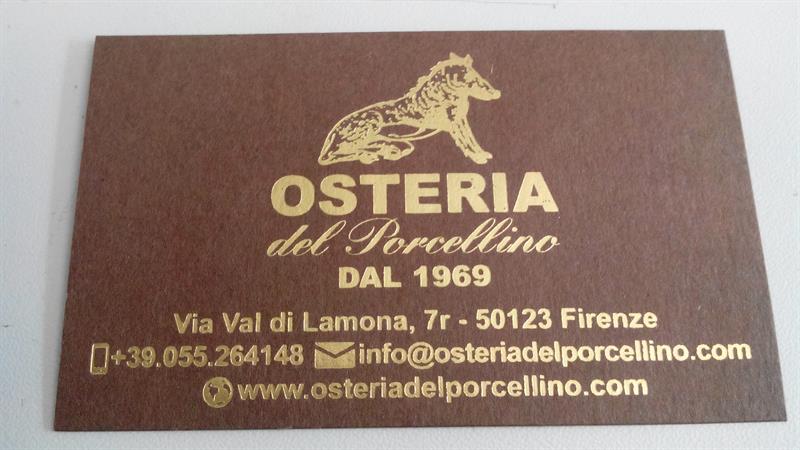 OSTERIA
del Porcellino
DAL 1969
Via Val di Lamona, 7r - 50123 Firenze
+39.055.264148 info@osteriadelporcellino.com
www.osteriadelporcellino.com